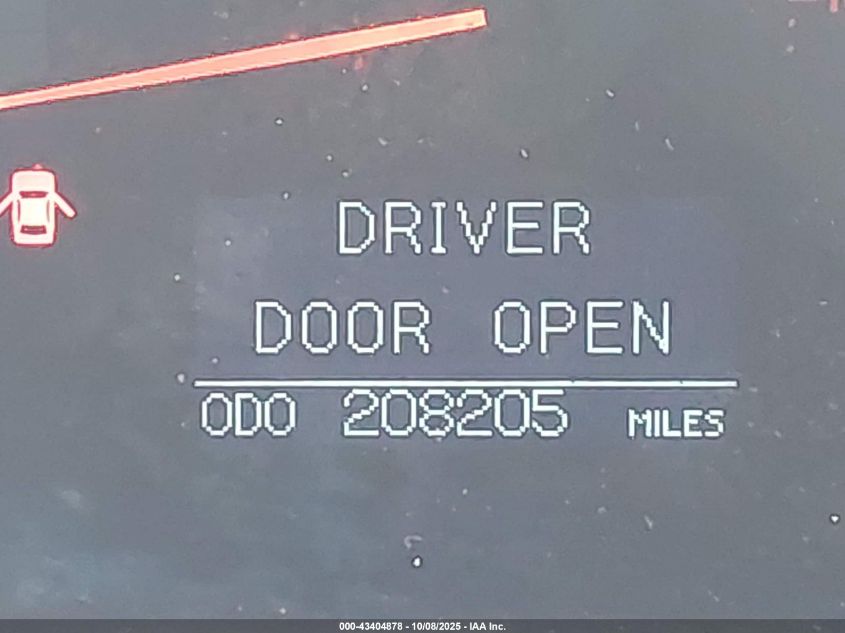 DRIVER
DOOR OPEN
ODO 208205 MILES
000-43404878 - 10/08/2025 - IAA Inc.